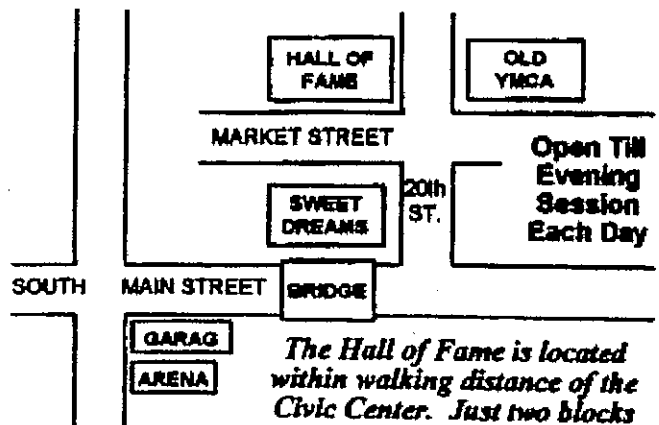 HALL OF
FAME
OLD
YMCA
MARKET STREET
Open Till
Evening
Session
Each Day
20th
ST.
SWEET
DREAMS
SOUTH MAIN STREET
BRIDGE
GARAG
ARENA
The Hall of Fame is located
within walking distance of the
Civic Center. Just two blocks